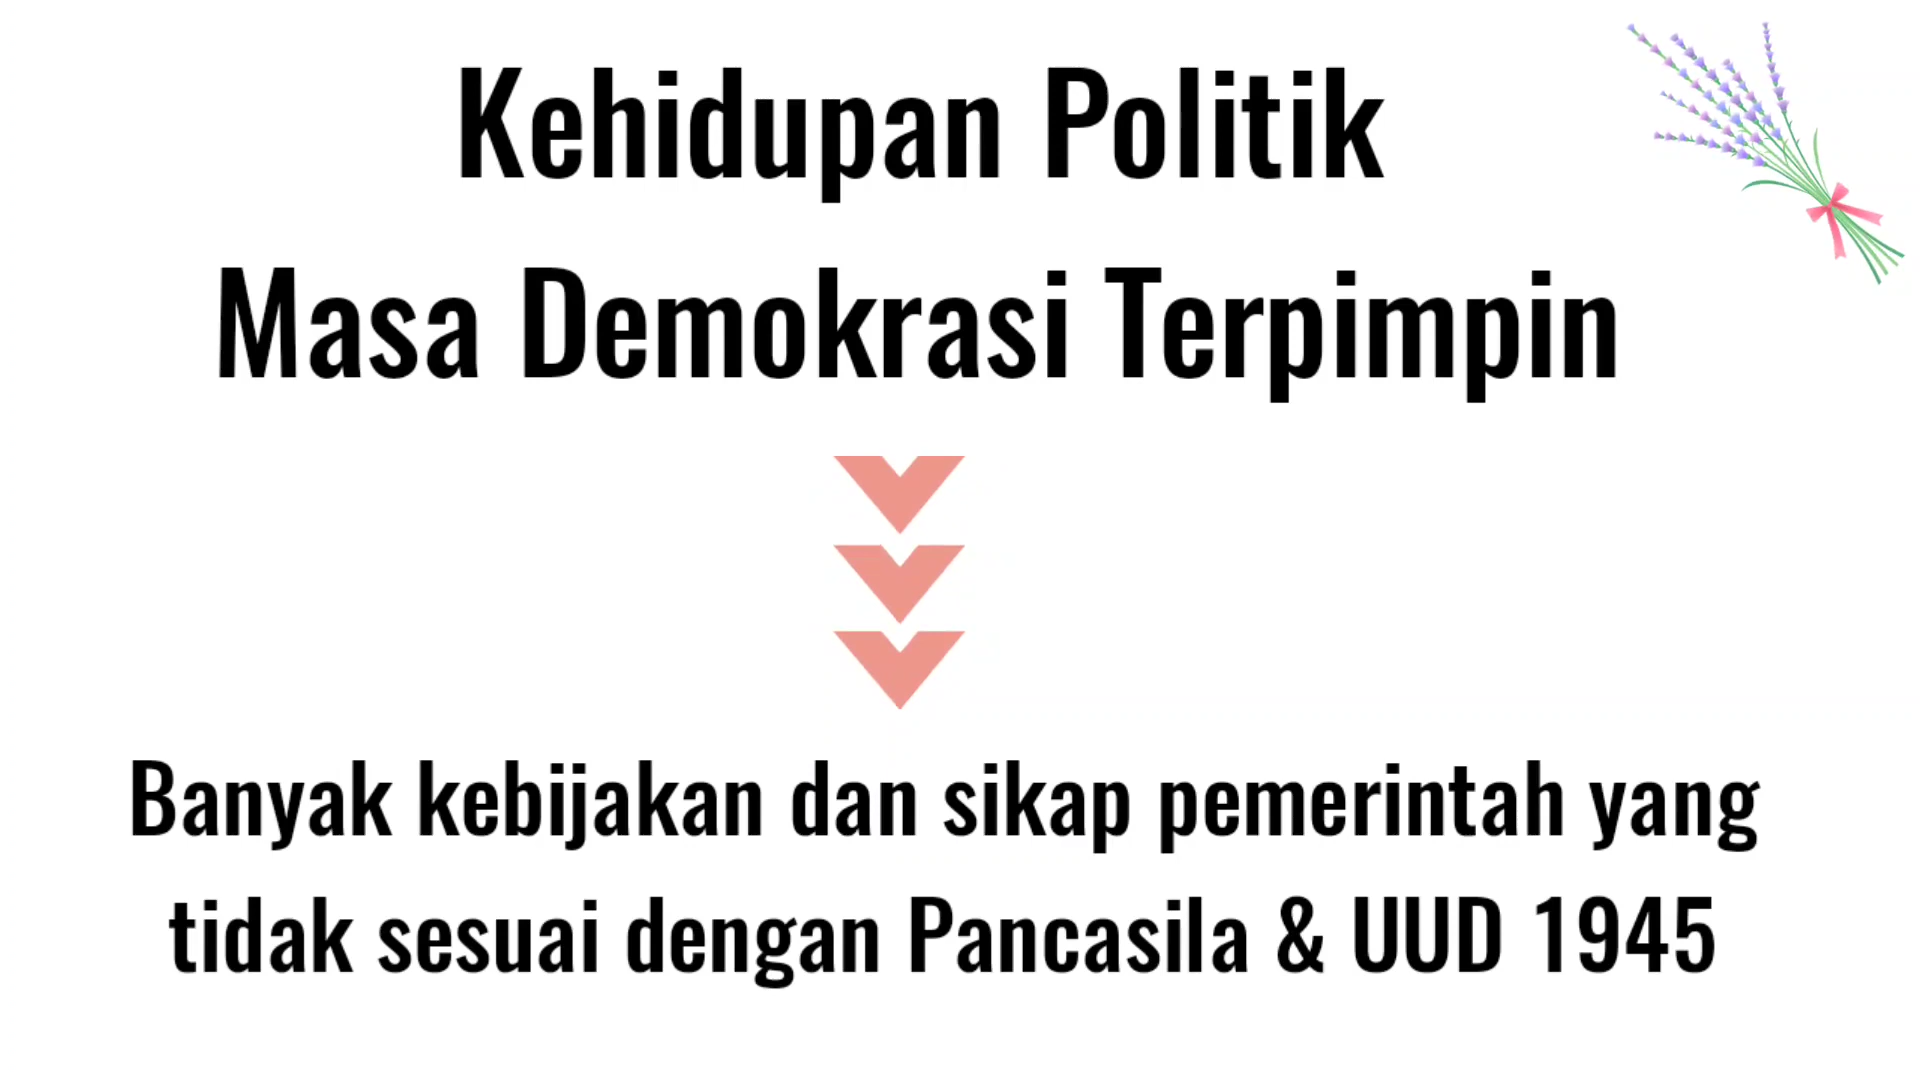 Kehidupan Politik
Masa Demokrasi Terpimpin
Banyak kebijakan dan sikap pemerintah yang
tidak sesuai dengan Pancasila & UUD 1945